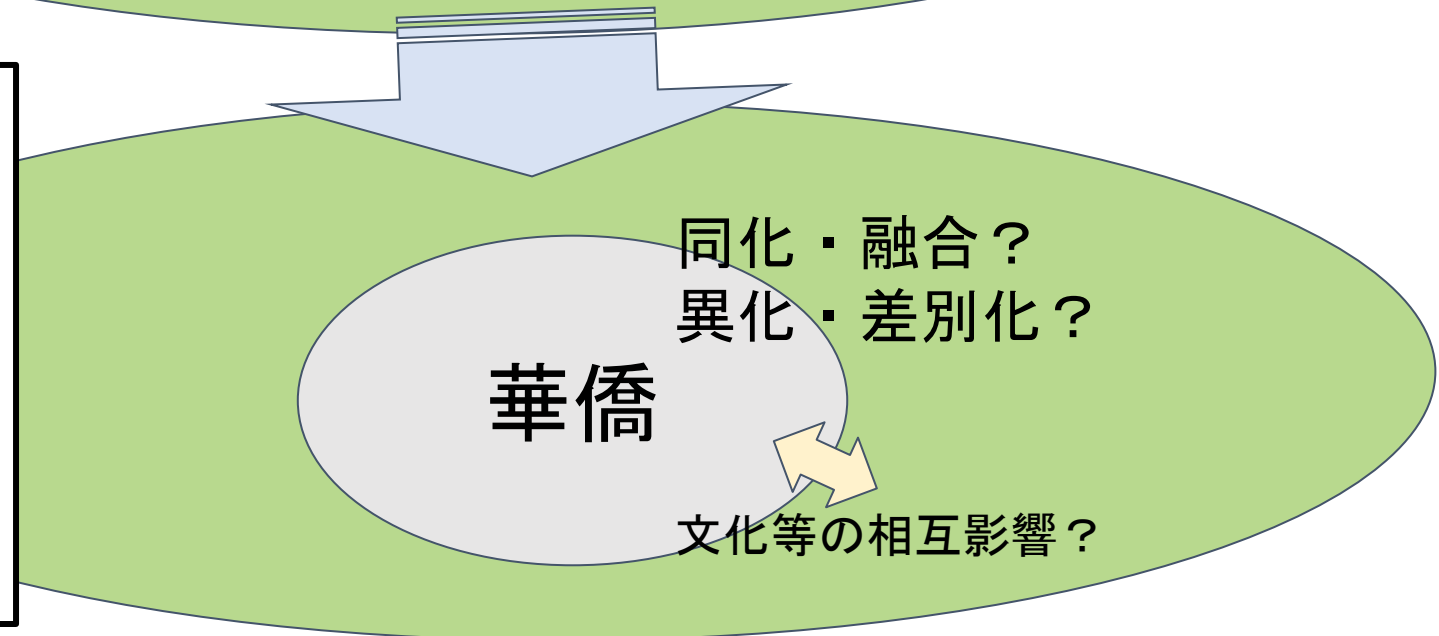 同化・融合？
異化・差別化？
華僑
文化等の相互影響？